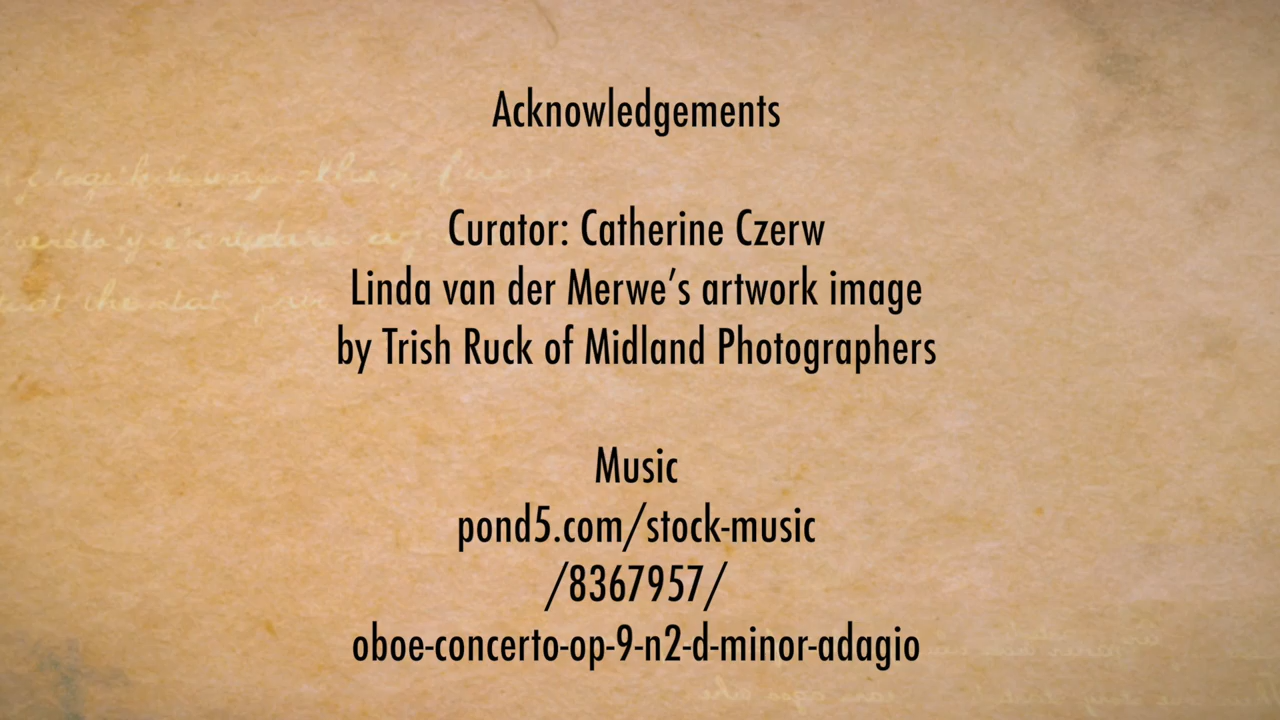 Acknowledgements
Curator: Catherine Czerw
Linda van der Merwe’s artwork image
by Trish Ruck of Midland Photographers
Music
pond5.com/stock-music
/8367957/
oboe-concerto-op-9-n2-d-minor-adagio